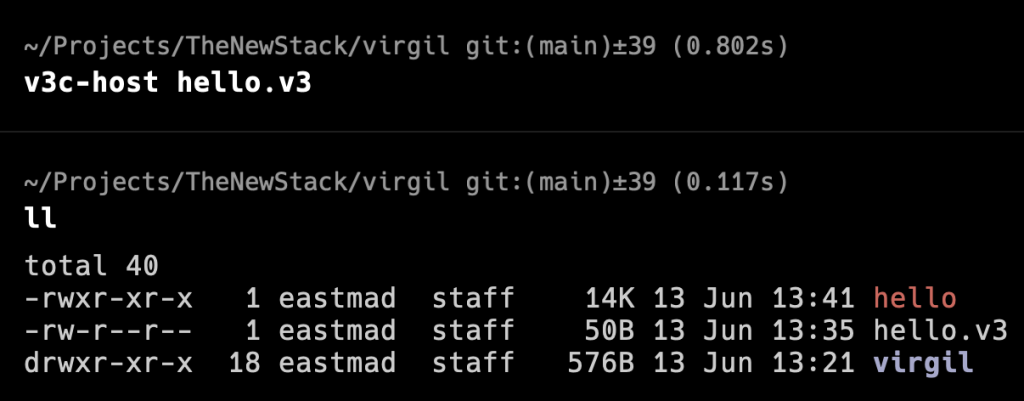 ~/Projects/TheNewStack/virgil git:(main)±39 (0.802s)
v3c-host hello.v3
~/Projects/TheNewStack/virgil git:(main)±39 (0.117s)
ll
total 40
-rwxr-xr-x   1 eastmad  staff    14K 13 Jun 13:41 hello
-rw-r--r--   1 eastmad  staff    50B 13 Jun 13:35 hello.v3
drwxr-xr-x  18 eastmad  staff   576B 13 Jun 13:21 virgil